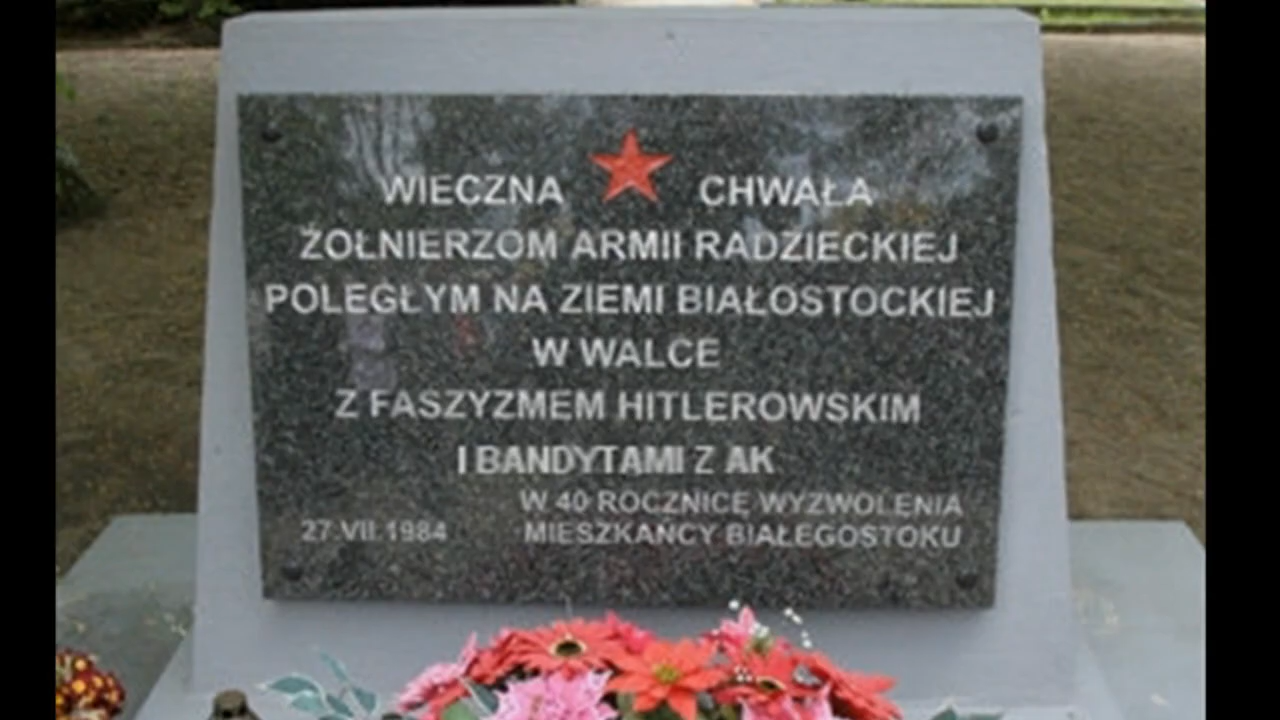 WIECZNA CHWAŁA
ŻOŁNIERZOM ARMII RADZIECKIEJ
POLEGŁYM NA ZIEMI BIAŁOSTOCKIEJ
W WALCE
Z FASZYZMEM HITLEROWSKIM
I BANDYTAMI Z AK
W 40 ROCZNICĘ WYZWOLENIA
27.VII.1984 MIESZKAŃCY BIAŁEGOSTOKU